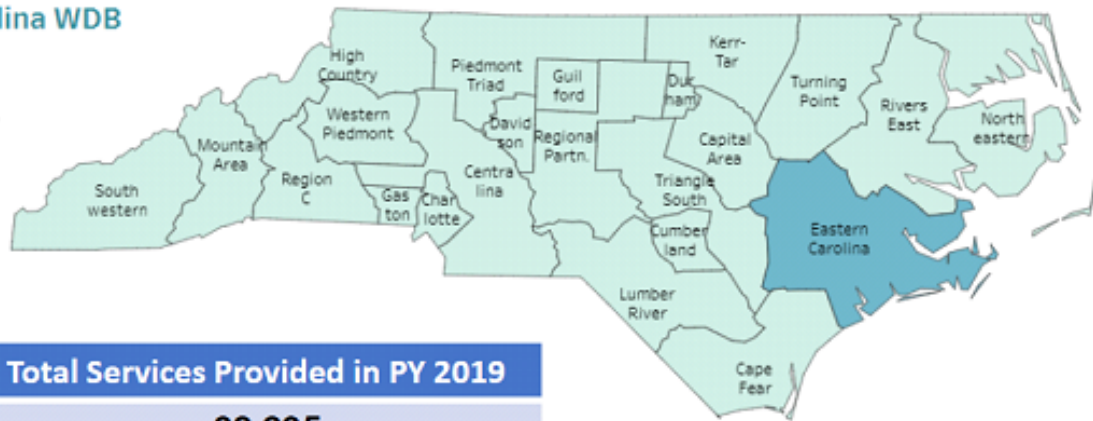 lina WDB
High
Country
Piedmont
Triad
Guil
ford
Dur
ham
Kerr-
Tar
Turning
Point
Rivers
East
North
eastern
Western
Piedmont
David
son
Regional
Partn.
Capital
Area
Mountain
Area
Region
C
Centra
lina
Triangle
South
South
western
Gas
ton
Char
lotte
Cumber
land
Eastern
Carolina
Lumber
River
Cape
Fear
Total Services Provided in PY 2019